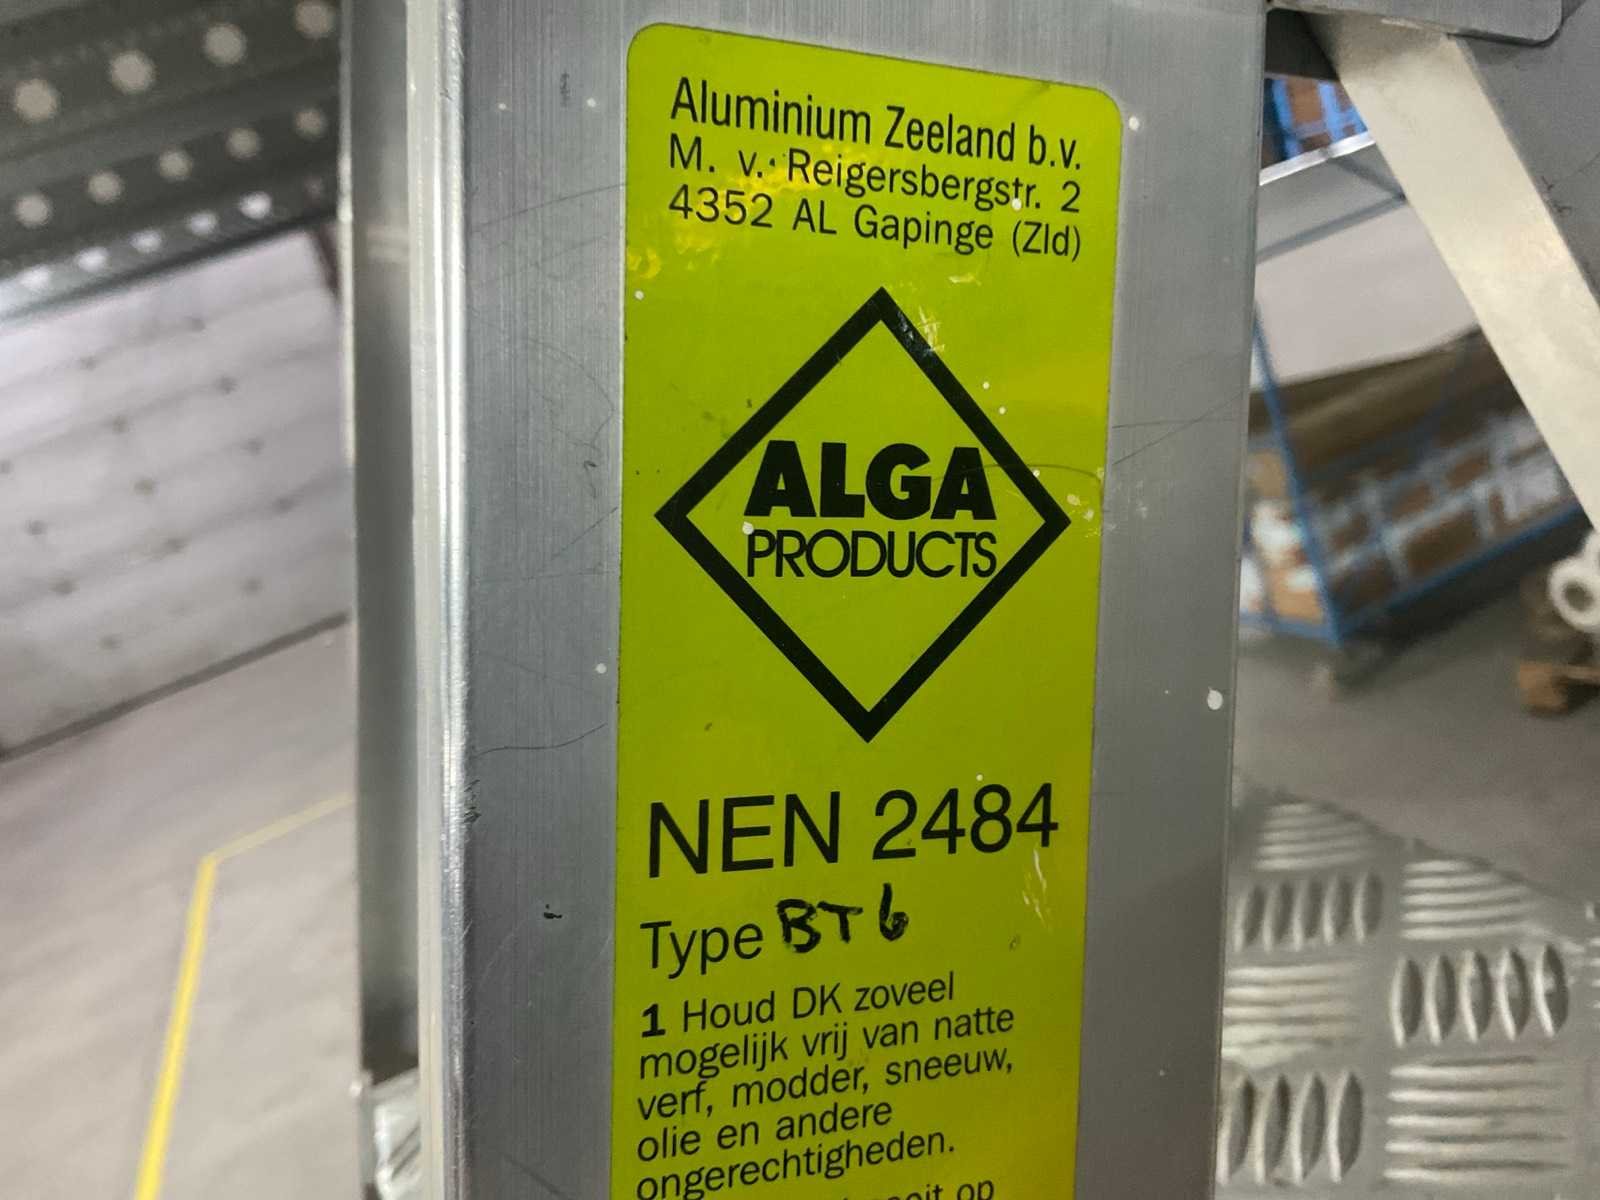 Aluminium Zeeland b.v.
M. v. Reigersbergstr. 2
4352 AL Gapinge (Zld)
ALGA
PRODUCTS
NEN 2484
Type BT6
1 Houd DK zoveel
mogelijk vrij van natte
verf, modder, sneeuw,
olie en andere
ongerechtigheden.
op